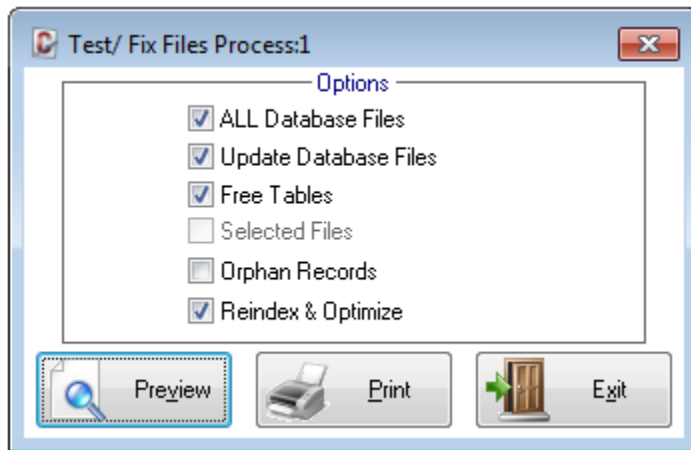 Test/ Fix Files Process:1
Options
ALL Database Files
Update Database Files
Free Tables
Selected Files
Orphan Records
Reindex & Optimize
Preview Print Exit